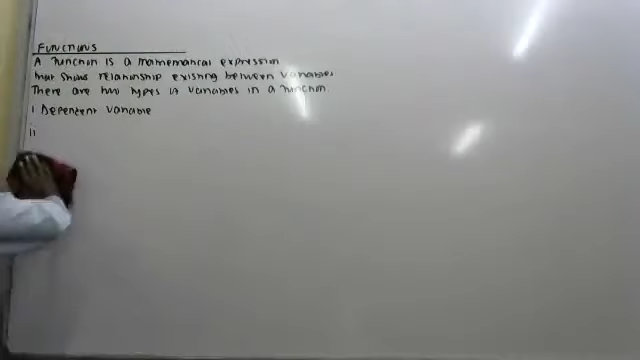 FUNCTIONS
A function is a mathematical expression
that shows relationship existing between variables.
There are two types of variables in a function.
i Dependent variable
ii